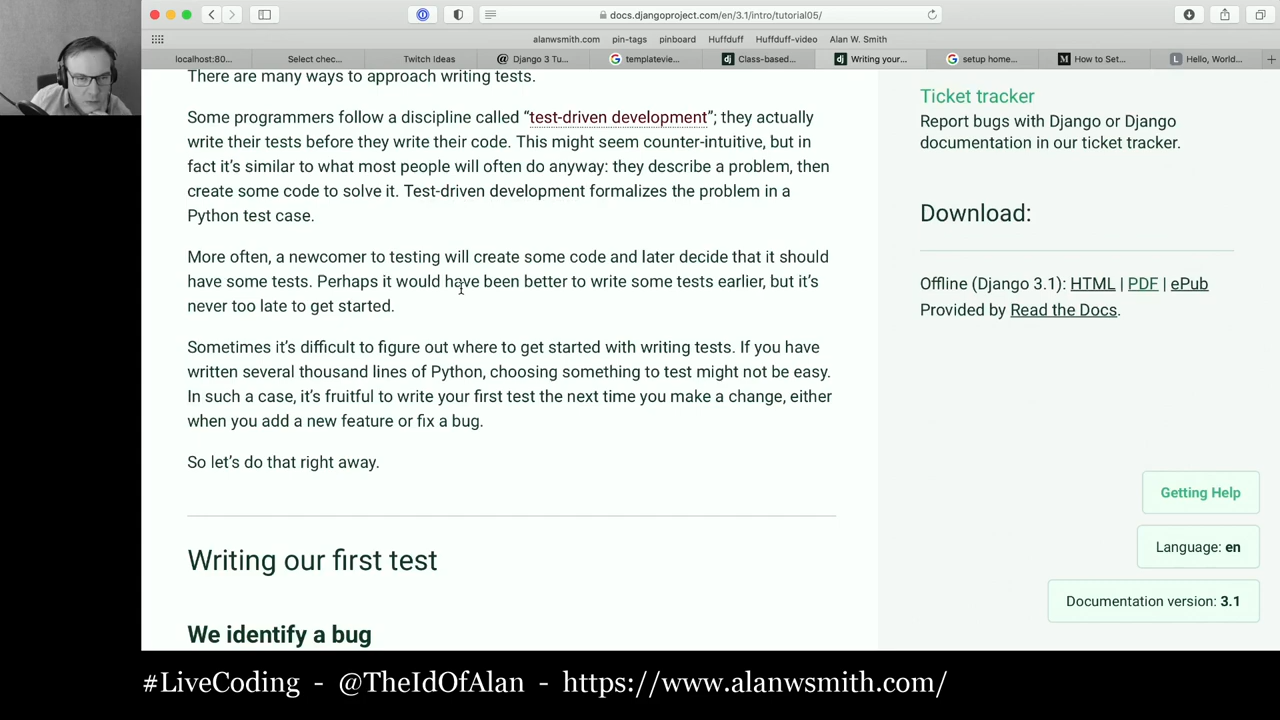 docs.djangoproject.com/en/3.1/intro/tutorial05/
alanwsmith.com pin-tags pinboard Huffduff Huffduff-video Alan W. Smith
localhost:80... Select chec... Twitch Ideas Django 3 Tu... templatevie... Class-based... Writing your... setup home... How to Set... Hello, World...
There are many ways to approach writing tests.
Some programmers follow a discipline called “test-driven development”; they actually
write their tests before they write their code. This might seem counter-intuitive, but in
fact it’s similar to what most people will often do anyway: they describe a problem, then
create some code to solve it. Test-driven development formalizes the problem in a
Python test case.
More often, a newcomer to testing will create some code and later decide that it should
have some tests. Perhaps it would have been better to write some tests earlier, but it’s
never too late to get started.
Sometimes it’s difficult to figure out where to get started with writing tests. If you have
written several thousand lines of Python, choosing something to test might not be easy.
In such a case, it’s fruitful to write your first test the next time you make a change, either
when you add a new feature or fix a bug.
So let’s do that right away.
Writing our first test
We identify a bug
Ticket tracker
Report bugs with Django or Django
documentation in our ticket tracker.
Download:
Offline (Django 3.1): HTML | PDF | ePub
Provided by Read the Docs.
Getting Help
Language: en
Documentation version: 3.1
#LiveCoding - @TheIdOfAlan - https://www.alanwsmith.com/